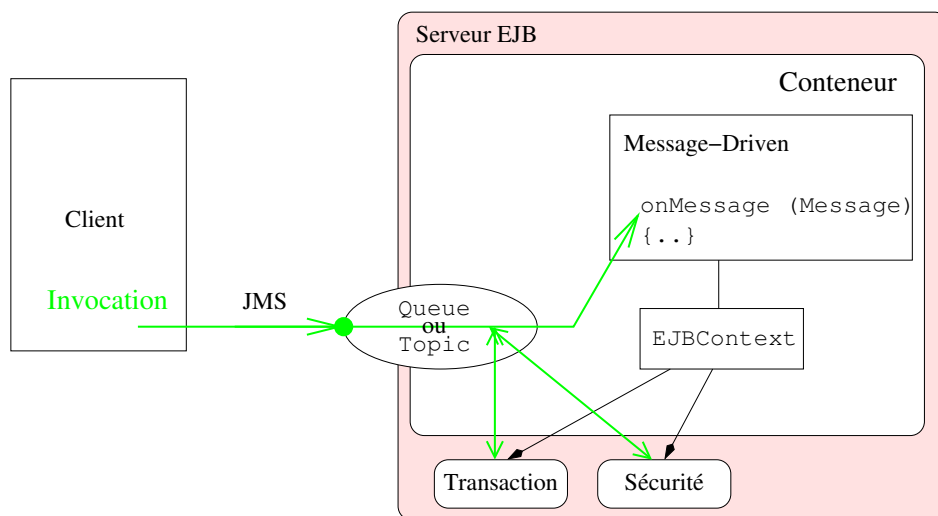 Serveur EJB
Conteneur
Message−Driven
onMessage (Message)
{..}
Client
Invocation
JMS
Queue
ou
Topic
EJBContext
Transaction
Sécurité